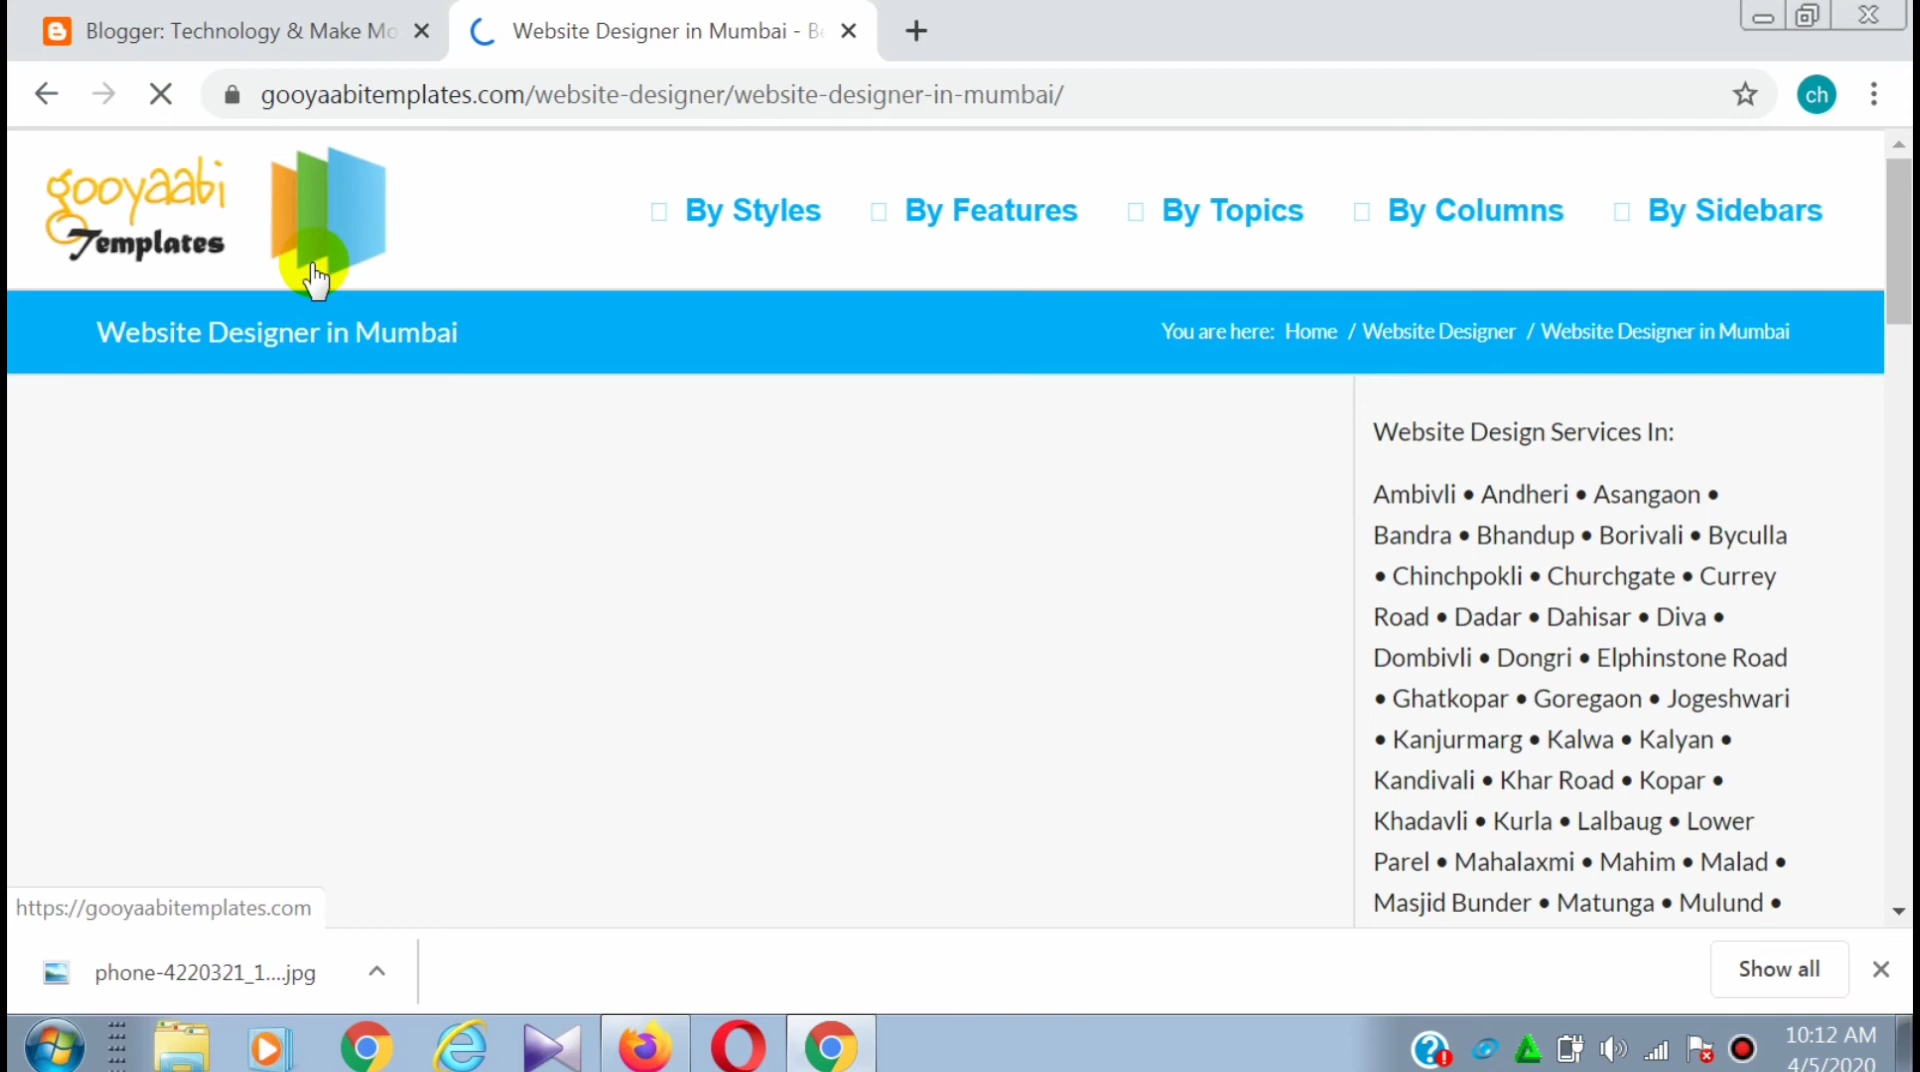 Blogger: Technology & Make Mo
Website Designer in Mumbai - Be
gooyaabitemplates.com/website-designer/website-designer-in-mumbai/
ch
gooyaabi
Templates
By Styles
By Features
By Topics
By Columns
By Sidebars
Website Designer in Mumbai
You are here: Home / Website Designer / Website Designer in Mumbai
Website Design Services In:
Ambivli • Andheri • Asangaon •
Bandra • Bhandup • Borivali • Byculla
• Chinchpokli • Churchgate • Currey
Road • Dadar • Dahisar • Diva •
Dombivli • Dongri • Elphinstone Road
• Ghatkopar • Goregaon • Jogeshwari
• Kanjurmarg • Kalwa • Kalyan •
Kandivali • Khar Road • Kopar •
Khadavli • Kurla • Lalbaug • Lower
Parel • Mahalaxmi • Mahim • Malad •
Masjid Bunder • Matunga • Mulund •
https://gooyaabitemplates.com
phone-4220321_1....jpg
Show all
10:12 AM
4/5/2020